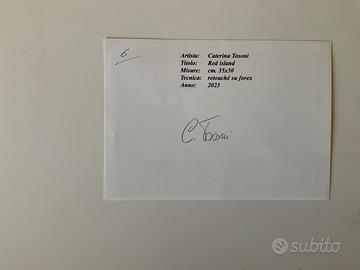 6
Artista: Caterina Tosoni
Titolo: Red island
Misure: cm. 35x50
Tecnica: retouché su forex
Anno: 2023
C. Tosoni
subito